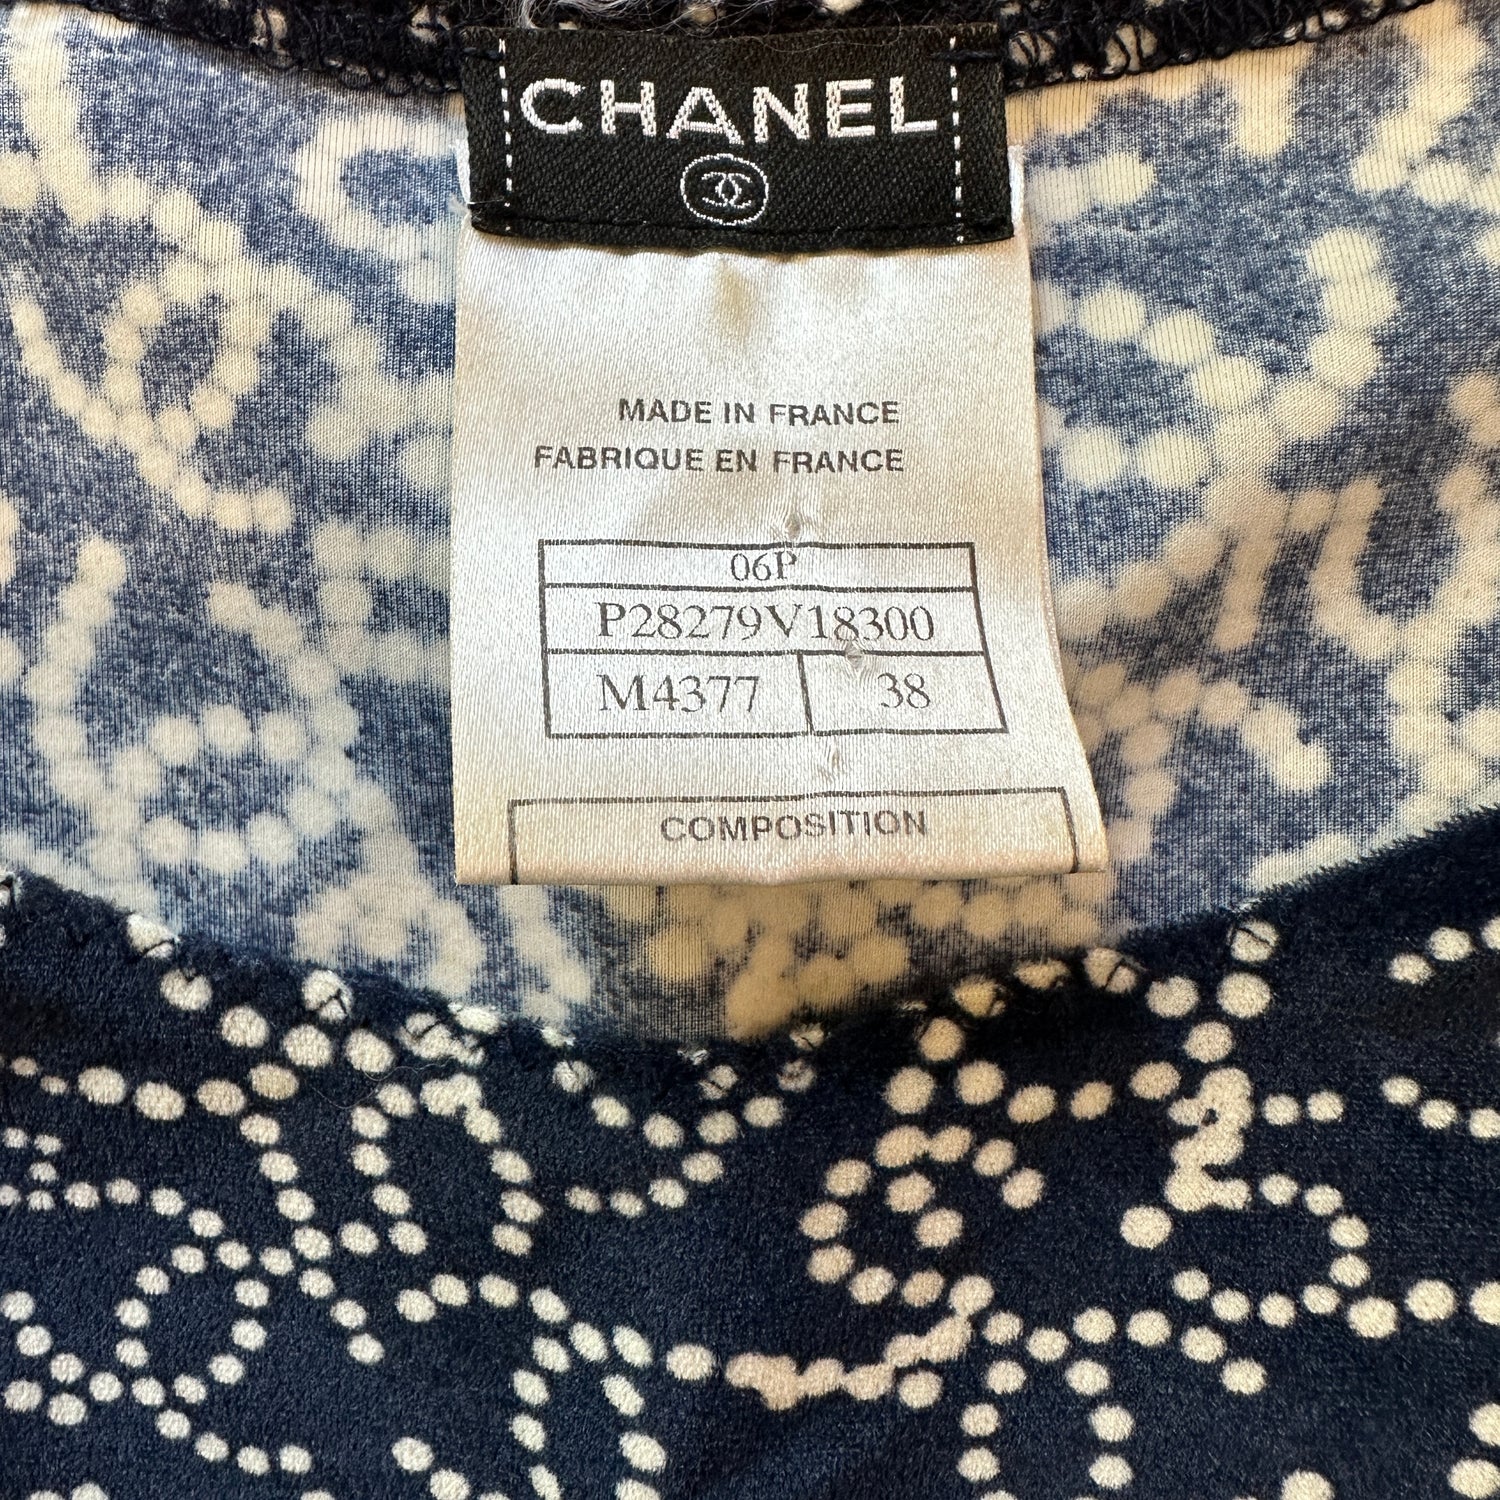 CHANEL
MADE IN FRANCE
FABRIQUE EN FRANCE
06P
P28279V18300
M4377 38
COMPOSITION